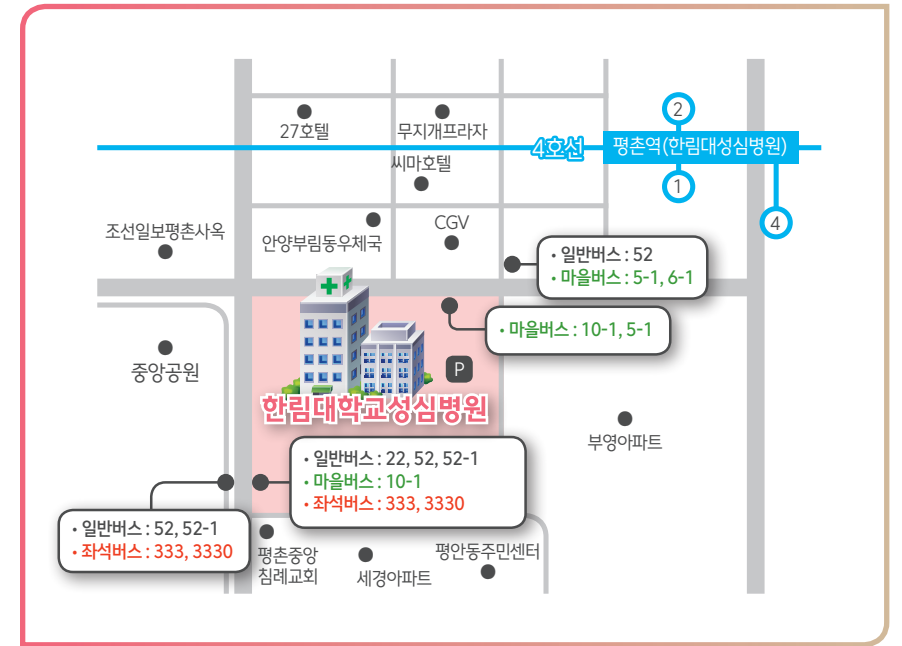 27호텔
무지개프라자
2
4호선
평촌역(한림대성심병원)
씨마호텔
1
4
조선일보평촌사옥
안양부림동우체국
CGV
• 일반버스 : 52
• 마을버스 : 5-1, 6-1
• 마을버스 : 10-1, 5-1
중앙공원
P
한림대학교성심병원
부영아파트
• 일반버스 : 22, 52, 52-1
• 마을버스 : 10-1
• 좌석버스 : 333, 3330
• 일반버스 : 52, 52-1
• 좌석버스 : 333, 3330
평촌중앙
침례교회
세경아파트
평안동주민센터